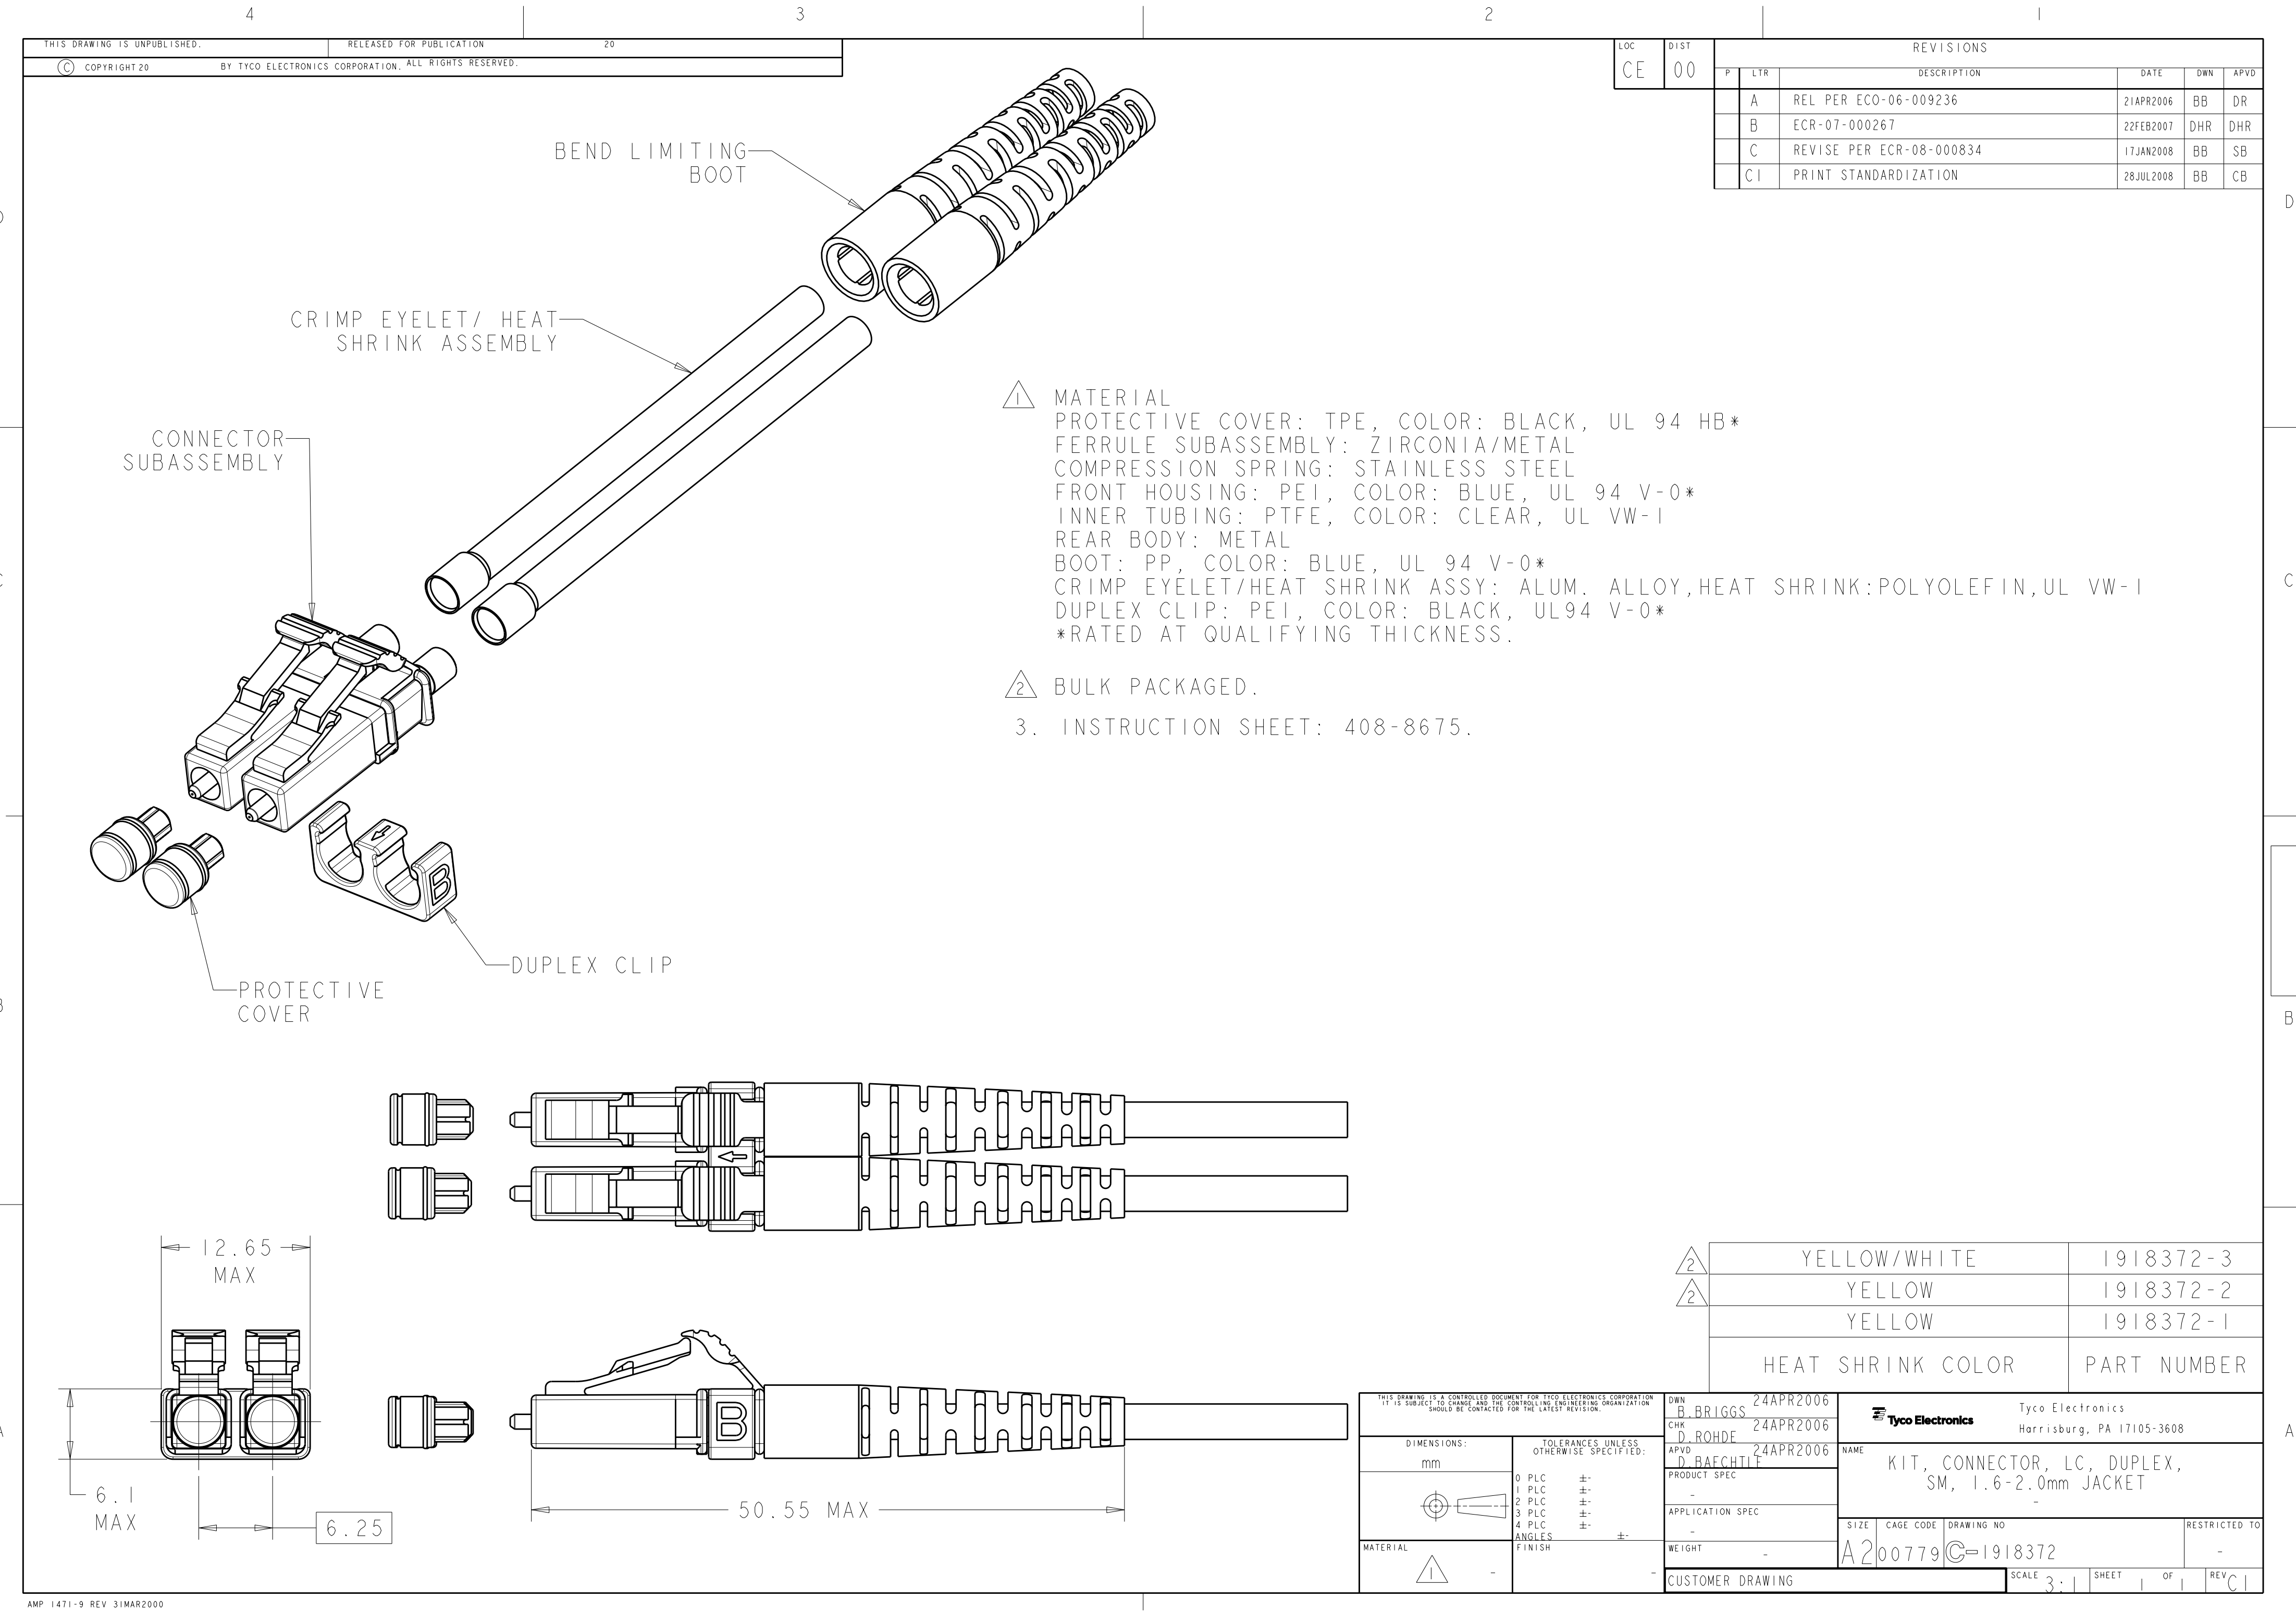 4
3
2
1
THIS DRAWING IS UNPUBLISHED.
RELEASED FOR PUBLICATION
20
© COPYRIGHT 20
BY TYCO ELECTRONICS CORPORATION.
ALL RIGHTS RESERVED.
LOC
DIST
CE
00
REVISIONS
P LTR DESCRIPTION DATE DWN APVD
A REL PER ECO-06-009236 21APR2006 BB DR
B ECR-07-000267 22FEB2007 DHR DHR
C REVISE PER ECR-08-000834 17JAN2008 BB SB
C1 PRINT STANDARDIZATION 28JUL2008 BB CB
D
BEND LIMITING
BOOT
CRIMP EYELET/ HEAT
SHRINK ASSEMBLY
CONNECTOR
SUBASSEMBLY
1 MATERIAL
PROTECTIVE COVER: TPE, COLOR: BLACK, UL 94 HB*
FERRULE SUBASSEMBLY: ZIRCONIA/METAL
COMPRESSION SPRING: STAINLESS STEEL
FRONT HOUSING: PEI, COLOR: BLUE, UL 94 V-0*
INNER TUBING: PTFE, COLOR: CLEAR, UL VW-1
REAR BODY: METAL
BOOT: PP, COLOR: BLUE, UL 94 V-0*
CRIMP EYELET/HEAT SHRINK ASSY: ALUM. ALLOY,HEAT SHRINK:POLYOLEFIN,UL VW-1
DUPLEX CLIP: PEI, COLOR: BLACK, UL94 V-0*
*RATED AT QUALIFYING THICKNESS.
2 BULK PACKAGED.
3. INSTRUCTION SHEET: 408-8675.
C
B
DUPLEX CLIP
PROTECTIVE
COVER
B
12.65
MAX
6.1
MAX
6.25
B
50.55 MAX
2 YELLOW/WHITE 1918372-3
2 YELLOW 1918372-2
YELLOW 1918372-1
HEAT SHRINK COLOR PART NUMBER
A
THIS DRAWING IS A CONTROLLED DOCUMENT FOR TYCO ELECTRONICS CORPORATION
IT IS SUBJECT TO CHANGE AND THE CONTROLLING ENGINEERING ORGANIZATION
SHOULD BE CONTACTED FOR THE LATEST REVISION.
DIMENSIONS:
mm
TOLERANCES UNLESS
OTHERWISE SPECIFIED:
0 PLC ±-
1 PLC ±-
2 PLC ±-
3 PLC ±-
4 PLC ±-
ANGLES ±-
MATERIAL
1 -
FINISH
-
DWN 24APR2006
B.BRIGGS
CHK 24APR2006
D.ROHDE
APVD 24APR2006
D.BAECHTLE
PRODUCT SPEC
-
APPLICATION SPEC
-
WEIGHT -
CUSTOMER DRAWING
Tyco Electronics
Tyco Electronics
Harrisburg, PA 17105-3608
NAME
KIT, CONNECTOR, LC, DUPLEX,
SM, 1.6-2.0mm JACKET
-
SIZE CAGE CODE DRAWING NO RESTRICTED TO
A2 00779 C-1918372 -
SCALE 3:1 SHEET 1 OF 1 REV C1
AMP 1471-9 REV 31MAR2000